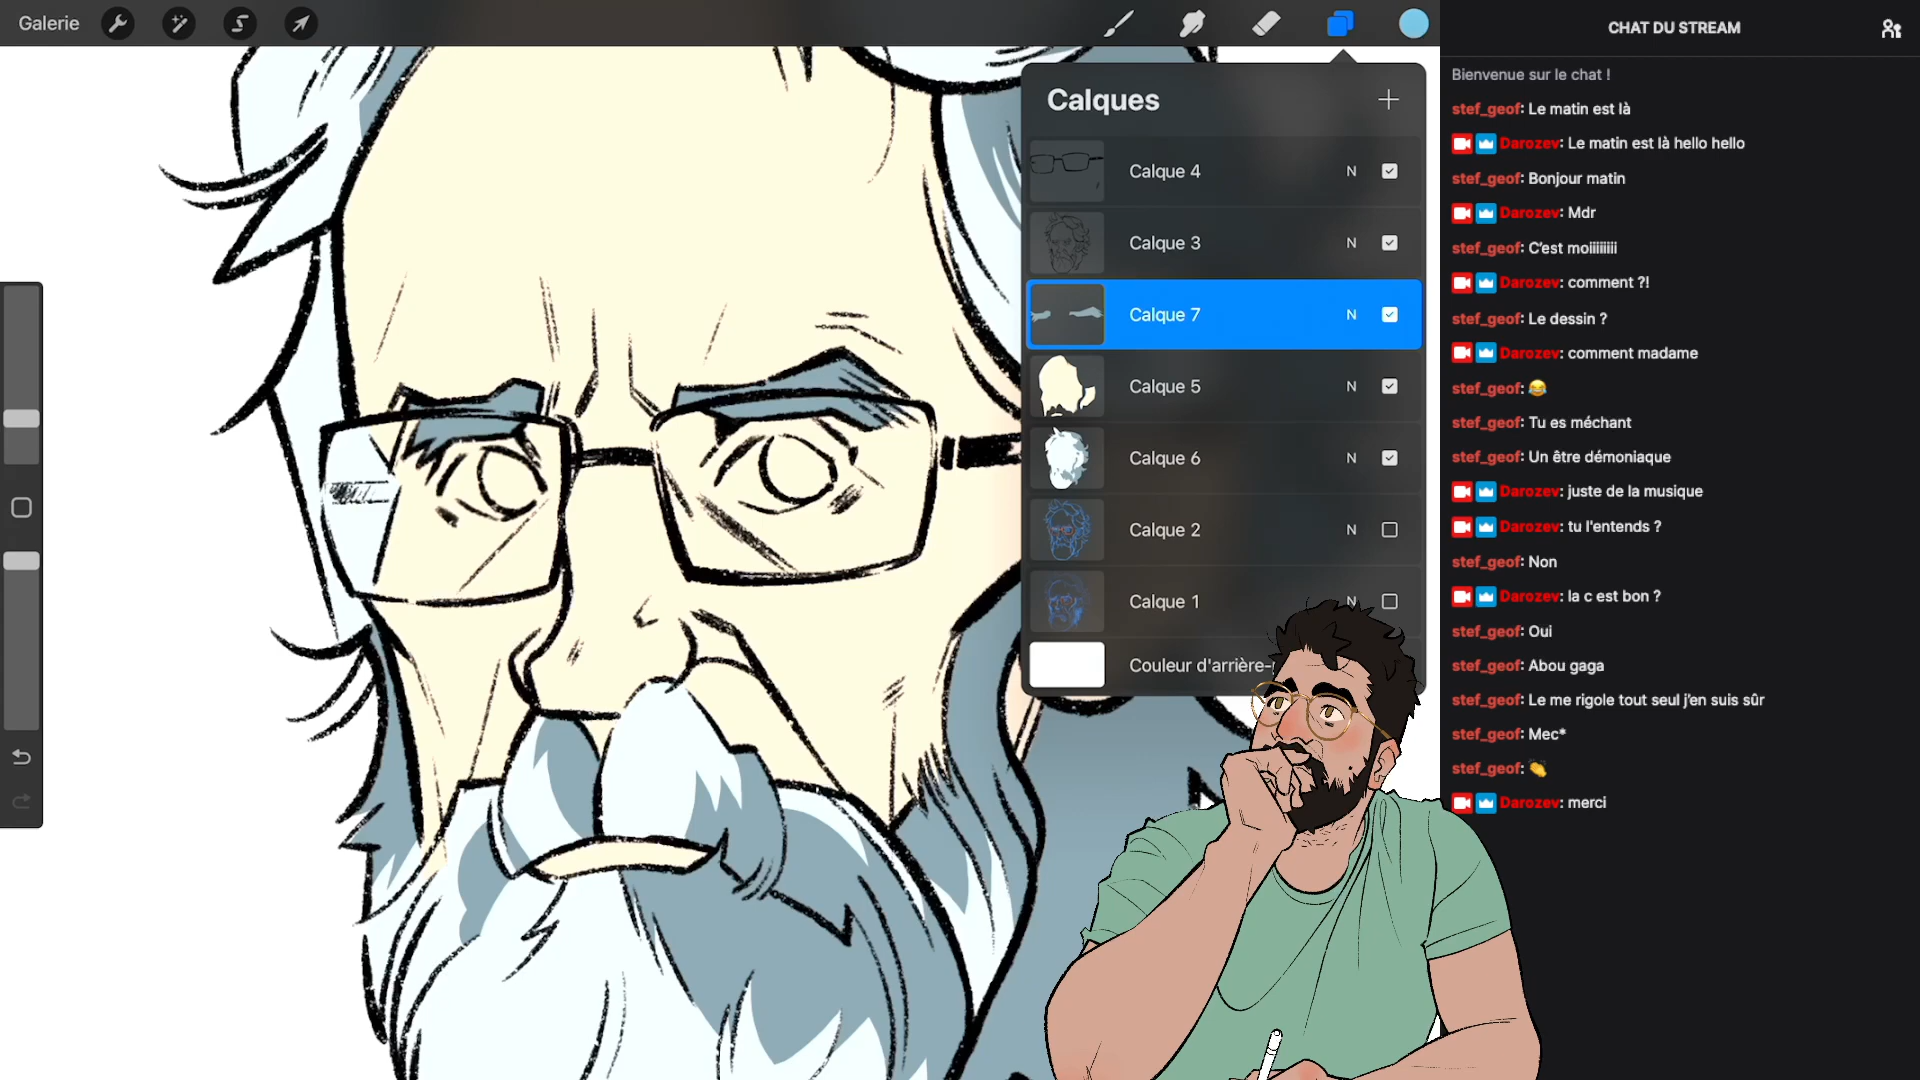 Galerie
Calques
Calque 4 N
Calque 3 N
Calque 7 N
Calque 5 N
Calque 6 N
Calque 2 N
Calque 1 N
Couleur d'arrière-
CHAT DU STREAM
Bienvenue sur le chat !
stef_geof: Le matin est là
Darozev: Le matin est là hello hello
stef_geof: Bonjour matin
Darozev: Mdr
stef_geof: C'est moiiiiiiiii
Darozev: comment ?!
stef_geof: Le dessin ?
Darozev: comment madame
stef_geof: 😂
stef_geof: Tu es méchant
stef_geof: Un être démoniaque
Darozev: juste de la musique
Darozev: tu l'entends ?
stef_geof: Non
Darozev: la c est bon ?
stef_geof: Oui
stef_geof: Abou gaga
stef_geof: Le me rigole tout seul j'en suis sûr
stef_geof: Mec*
stef_geof: 👏
Darozev: merci